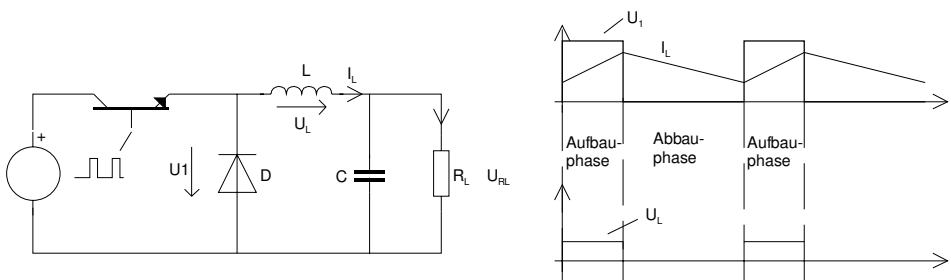 L
I_L
+
U_L
U1
D
C
R_L
U_RL
U_1
I_L
Aufbau-
phase
Abbau-
phase
Aufbau-
phase
U_L